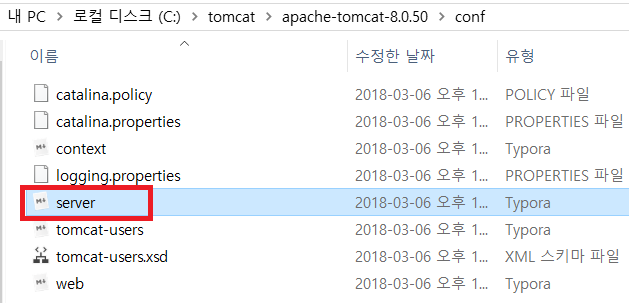 내 PC > 로컬 디스크 (C:) > tomcat > apache-tomcat-8.0.50 > conf
이름 수정한 날짜 유형
catalina.policy 2018-03-06 오후 1... POLICY 파일
catalina.properties 2018-03-06 오후 1... PROPERTIES 파일
context 2018-03-06 오후 1... Typora
logging.properties 2018-03-06 오후 1... PROPERTIES 파일
server 2018-03-06 오후 1... Typora
tomcat-users 2018-03-06 오후 1... Typora
tomcat-users.xsd 2018-03-06 오후 1... XML 스키마 파일
web 2018-03-06 오후 1... Typora